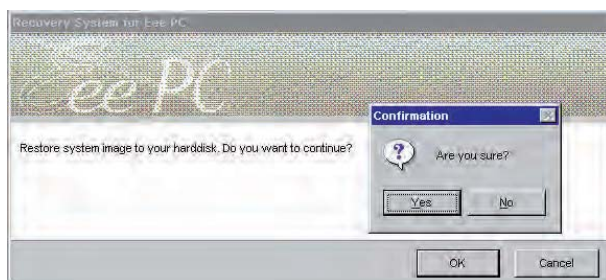 Recovery System for Eee PC
Eee PC
Confirmation
Restore system image to your harddisk. Do you want to continue?
?
Are you sure?
Yes
No
OK
Cancel